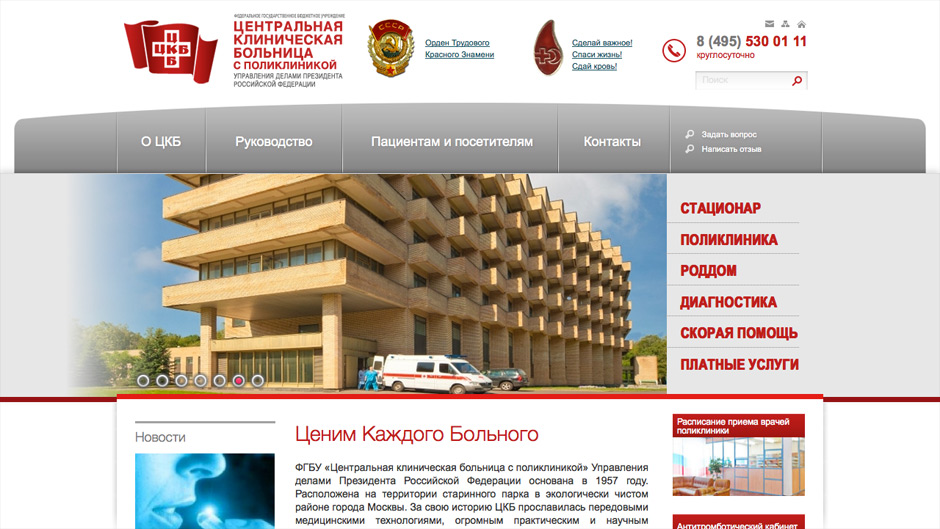 ФЕДЕРАЛЬНОЕ ГОСУДАРСТВЕННОЕ БЮДЖЕТНОЕ УЧРЕЖДЕНИЕ
ЦЕНТРАЛЬНАЯ
КЛИНИЧЕСКАЯ
БОЛЬНИЦА
С ПОЛИКЛИНИКОЙ
УПРАВЛЕНИЯ ДЕЛАМИ ПРЕЗИДЕНТА
РОССИЙСКОЙ ФЕДЕРАЦИИ
Ц
ЦКБ
Б
СССР
Орден Трудового
Красного Знамени
Сделай важное!
Спаси жизнь!
Сдай кровь!
8 (495) 530 01 11
круглосуточно
Поиск
О ЦКБ
Руководство
Пациентам и посетителям
Контакты
Задать вопрос
Написать отзыв
СТАЦИОНАР
ПОЛИКЛИНИКА
РОДДОМ
ДИАГНОСТИКА
СКОРАЯ ПОМОЩЬ
ПЛАТНЫЕ УСЛУГИ
Новости
Ценим Каждого Больного
ФГБУ «Центральная клиническая больница с поликлиникой» Управления
делами Президента Российской Федерации основана в 1957 году.
Расположена на территории старинного парка в экологически чистом
районе города Москвы. За свою историю ЦКБ прославилась передовыми
медицинскими технологиями, огромным практическим и научным
Расписание приема врачей
поликлиники
Антитромботический кабинет